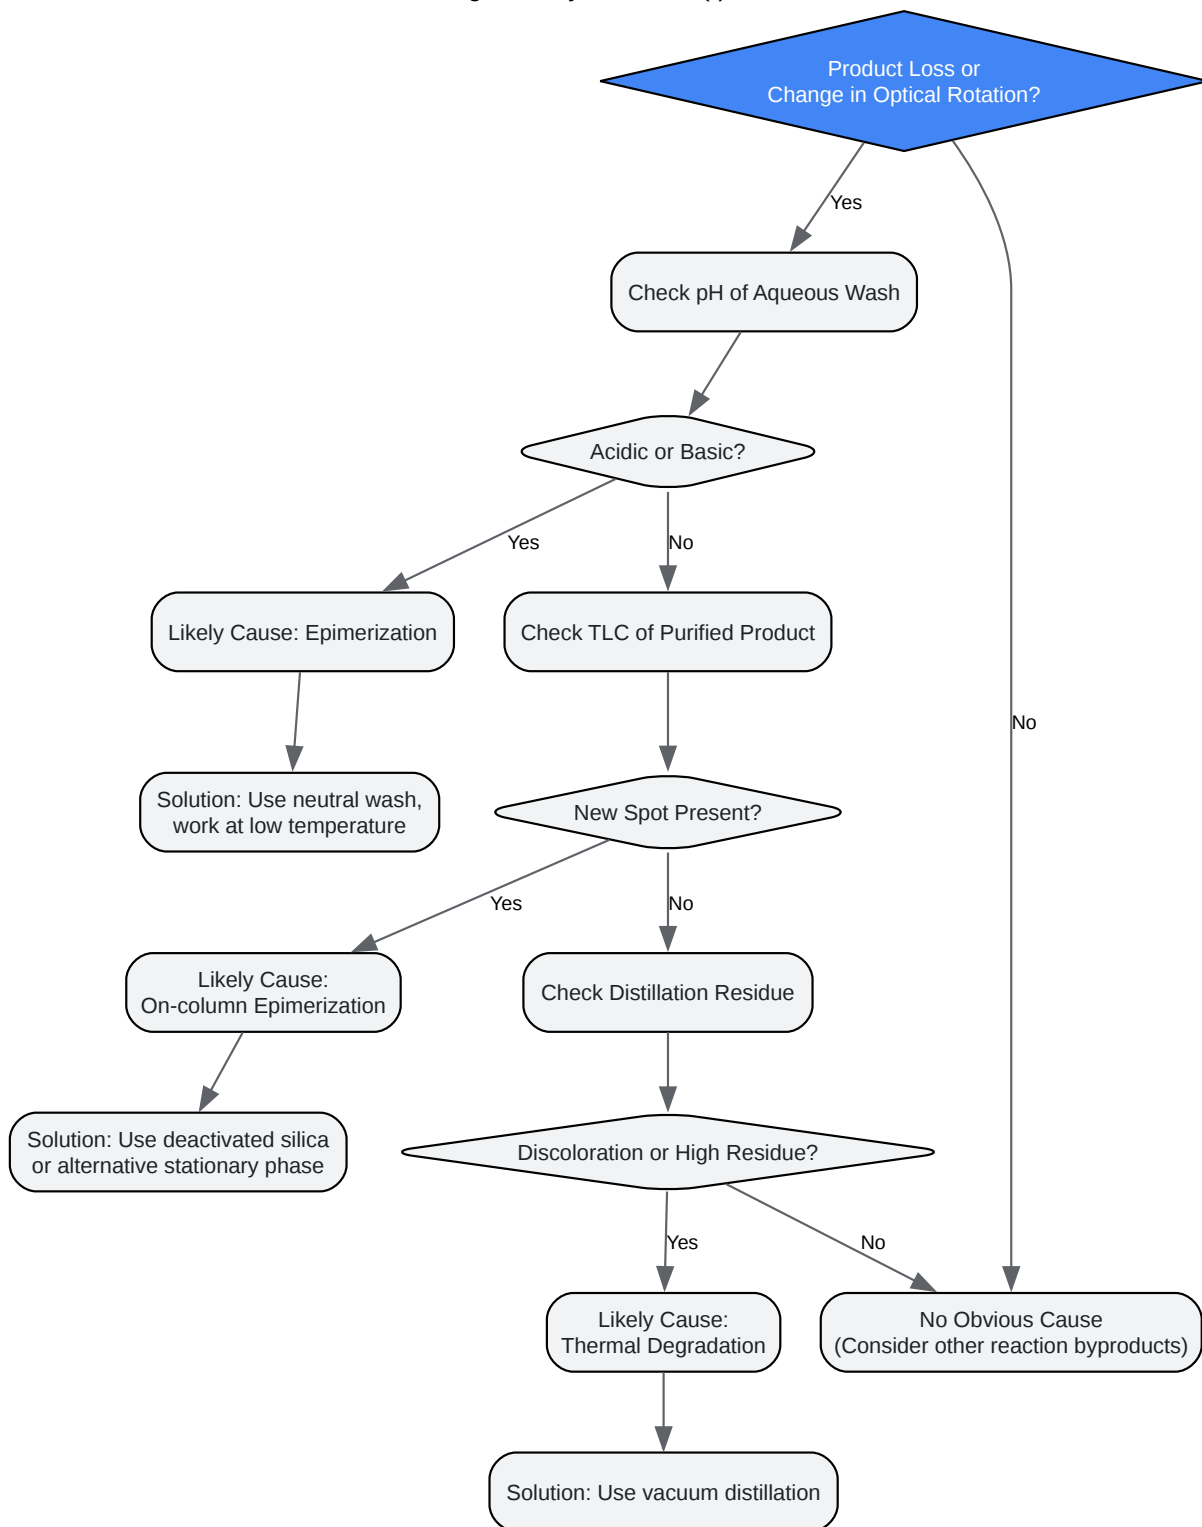 Product Loss or
Change in Optical Rotation?
Yes
Check pH of Aqueous Wash
Acidic or Basic?
Yes
No
Likely Cause: Epimerization
Check TLC of Purified Product
No
Solution: Use neutral wash,
work at low temperature
New Spot Present?
Yes
No
Likely Cause:
On-column Epimerization
Check Distillation Residue
Solution: Use deactivated silica
or alternative stationary phase
Discoloration or High Residue?
Yes
No
Likely Cause:
Thermal Degradation
No Obvious Cause
(Consider other reaction byproducts)
Solution: Use vacuum distillation